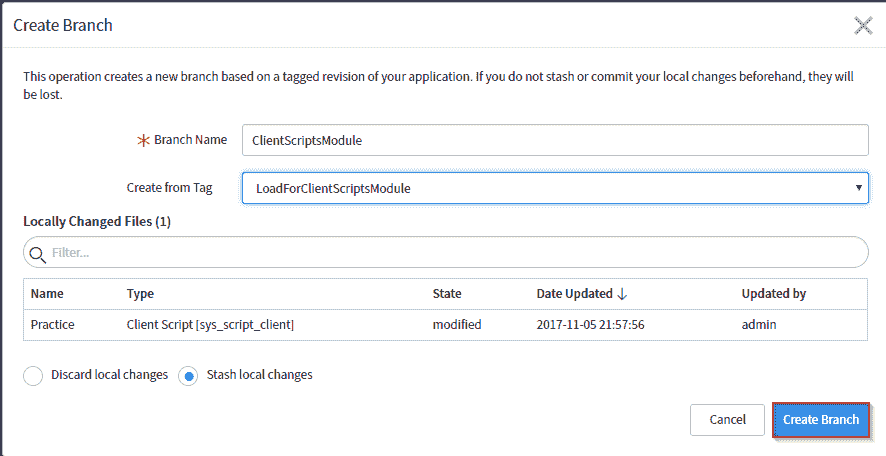 Create Branch
This operation creates a new branch based on a tagged revision of your application. If you do not stash or commit your local changes beforehand, they will
be lost.
Branch Name ClientScriptsModule
Create from Tag LoadForClientScriptsModule
Locally Changed Files (1)
Filter...
Name Type State Date Updated Updated by
Practice Client Script [sys_script_client] modified 2017-11-05 21:57:56 admin
Discard local changes Stash local changes
Cancel Create Branch